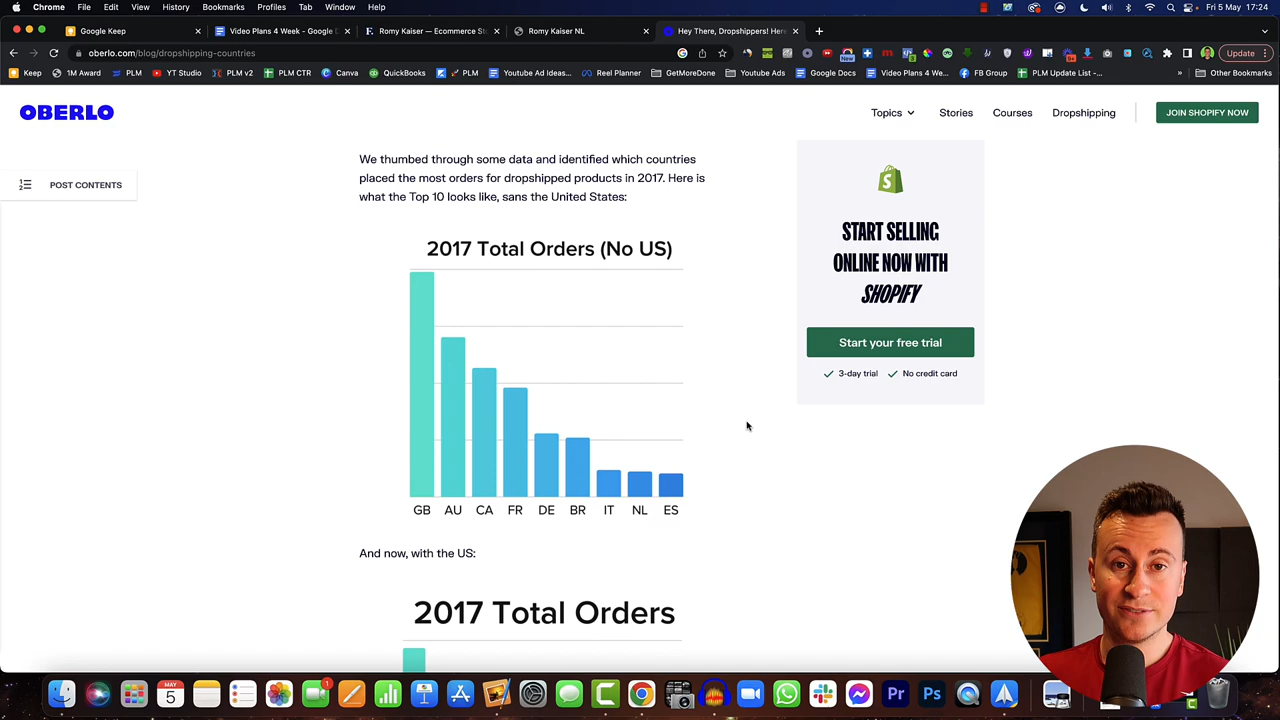 Chrome File Edit View History Bookmarks Profiles Tab Window Help
Fri 5 May 17:24
Google Keep
Video Plans 4 Week - Google D
Romy Kaiser — Ecommerce St
Romy Kaiser NL
Hey There, Dropshippers! Here
oberlo.com/blog/dropshipping-countries
Update
Keep 1M Award PLM YT Studio PLM v2 PLM CTR Canva QuickBooks PLM Youtube Ad Ideas... Reel Planner GetMoreDone Youtube Ads Google Docs Video Plans 4 We... FB Group PLM Update List -... » Other Bookmarks
OBERLO
Topics
Stories
Courses
Dropshipping
JOIN SHOPIFY NOW
POST CONTENTS
We thumbed through some data and identified which countries
placed the most orders for dropshipped products in 2017. Here is
what the Top 10 looks like, sans the United States:
2017 Total Orders (No US)
GB AU CA FR DE BR IT NL ES
And now, with the US:
2017 Total Orders
START SELLING
ONLINE NOW WITH
SHOPIFY
Start your free trial
3-day trial
No credit card
MAY
5
1
Pr
Ps